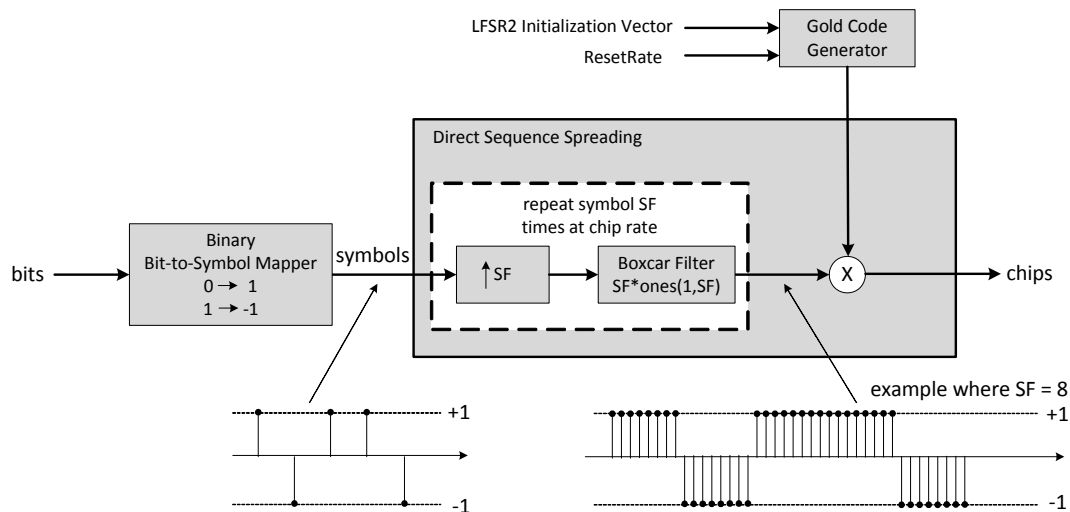 LFSR2 Initialization Vector
ResetRate
Gold Code
Generator
Direct Sequence Spreading
repeat symbol SF
times at chip rate
bits
Binary
Bit-to-Symbol Mapper
0 → 1
1 → -1
symbols
↑ SF
Boxcar Filter
SF*ones(1,SF)
X
chips
example where SF = 8
+1
-1
+1
-1